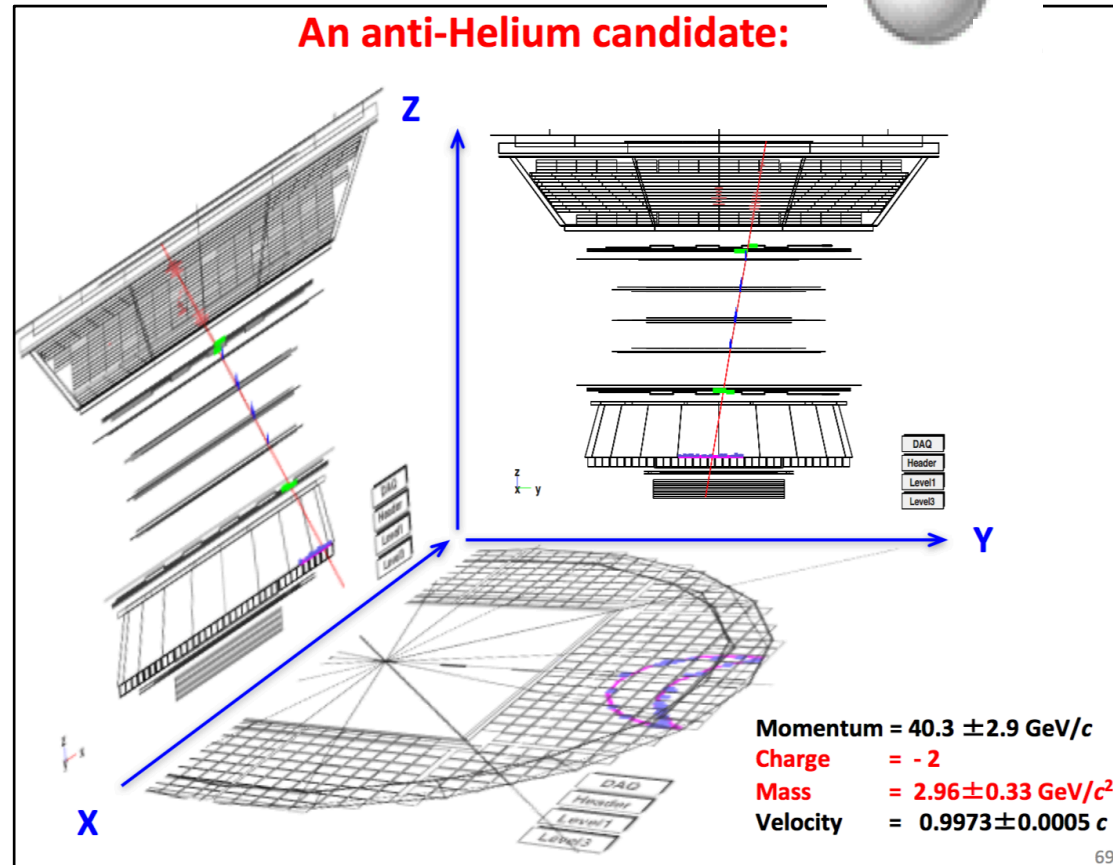 An anti-Helium candidate:
Z
DAQ
Header
Level1
Level3
z
x y
DAQ
Header
Level1
Level3
Y
Momentum = 40.3 ±2.9 GeV/c
Charge = - 2
Mass = 2.96±0.33 GeV/c²
Velocity = 0.9973±0.0005 c
z
y x
X
DAQ
Header
Level1
Level3
69